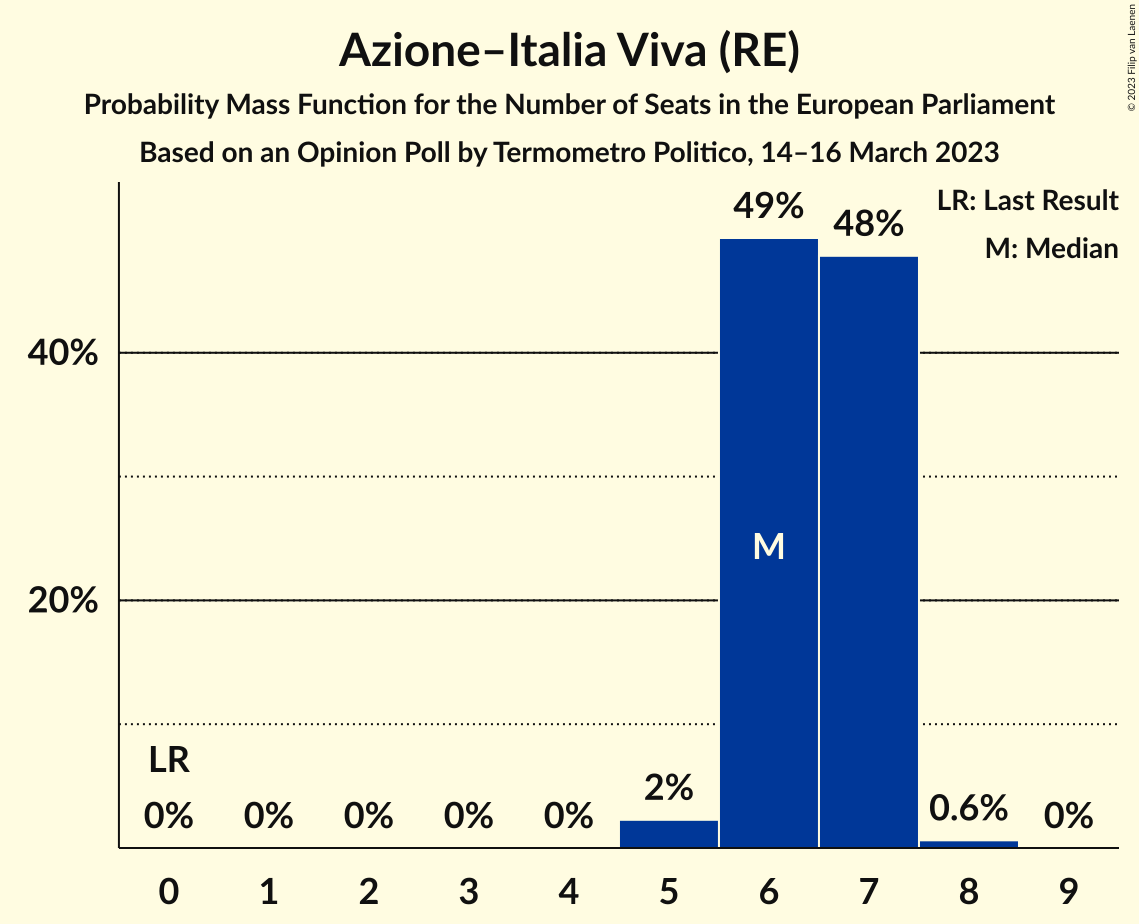 Azione–Italia Viva (RE)
Probability Mass Function for the Number of Seats in the European Parliament
Based on an Opinion Poll by Termometro Politico, 14–16 March 2023
© 2023 Filip van Laenen
LR: Last Result
M: Median
49%
48%
40%
M
20%
LR
0%
0%
0%
0%
0%
2%
0.6%
0%
0
1
2
3
4
5
6
7
8
9